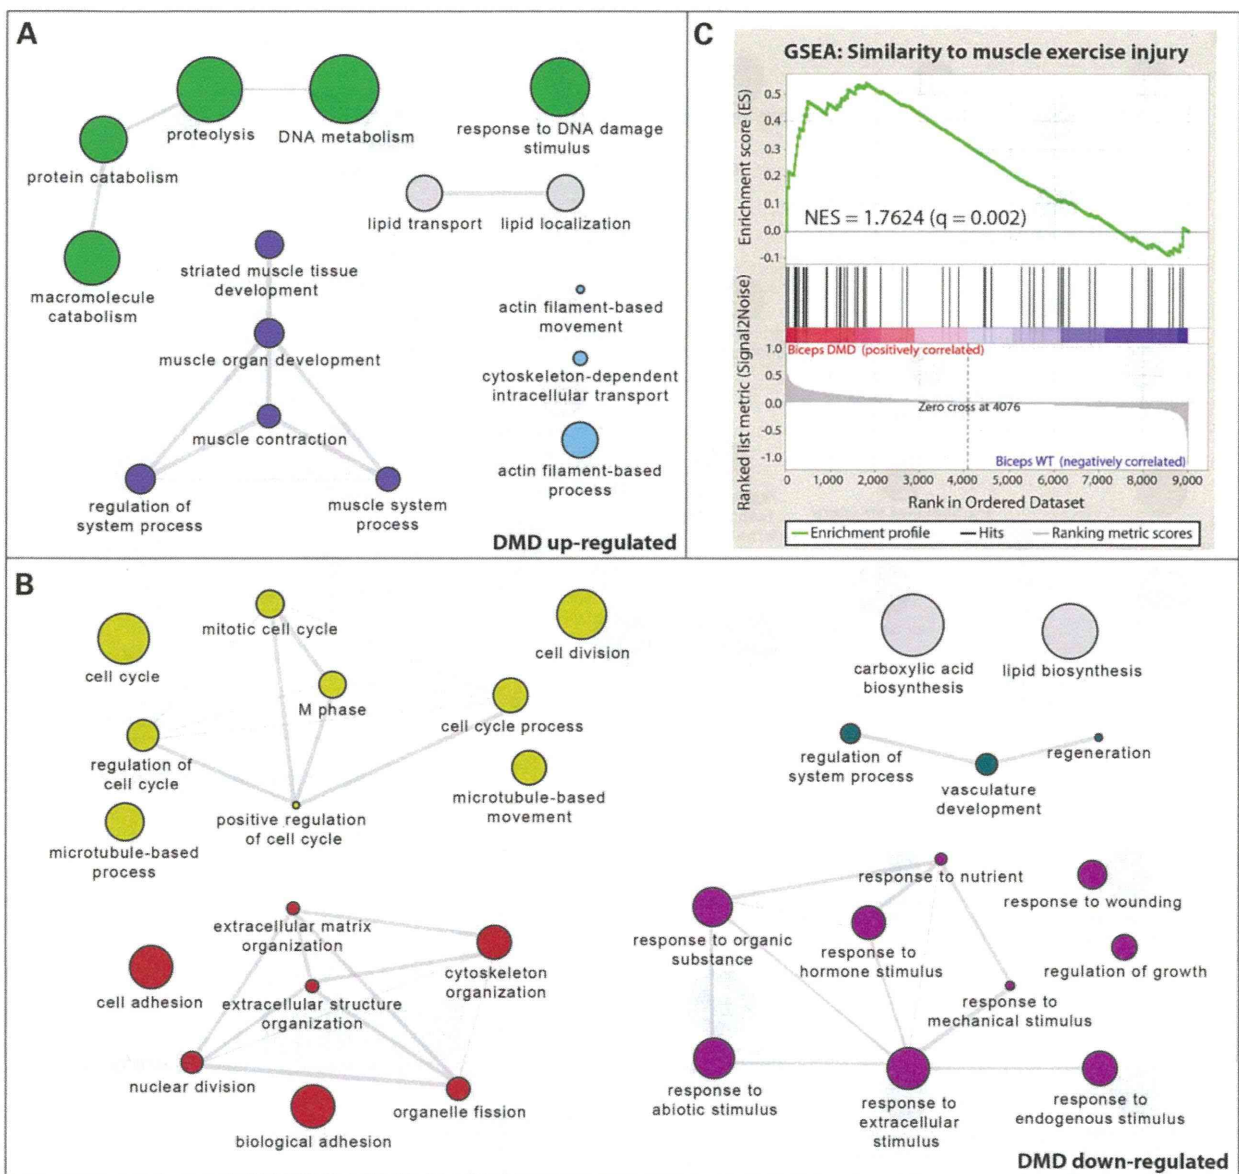 A
proteolysis
DNA metabolism
response to DNA damage
stimulus
protein catabolism
lipid transport
lipid localization
striated muscle tissue
development
macromolecule
catabolism
actin filament-based
movement
muscle organ development
cytoskeleton-dependent
intracellular transport
muscle contraction
actin filament-based
process
regulation of
system process
muscle system
process
DMD up-regulated
C
GSEA: Similarity to muscle exercise injury
Enrichment score (ES)
0.5
0.4
0.3
0.2
0.1
0.0
-0.1
NES = 1.7624 (q = 0.002)
Ranked list metric (Signal2Noise)
1.0
0.5
0.0
-0.5
-1.0
Biceps DMD (positively correlated)
Zero cross at 4076
Biceps WT (negatively correlated)
0 1,000 2,000 3,000 4,000 5,000 6,000 7,000 8,000 9,000
Rank in Ordered Dataset
Enrichment profile Hits Ranking metric scores
B
mitotic cell cycle
cell cycle
cell division
M phase
cell cycle process
regulation of
cell cycle
microtubule-based
movement
positive regulation
of cell cycle
microtubule-based
process
extracellular matrix
organization
cytoskeleton
organization
cell adhesion
extracellular structure
organization
nuclear division
organelle fission
biological adhesion
carboxylic acid
biosynthesis
lipid biosynthesis
regulation of
system process
regeneration
vasculature
development
response to nutrient
response to wounding
response to organic
substance
response to
hormone stimulus
regulation of growth
response to
mechanical stimulus
response to
abiotic stimulus
response to
extracellular
stimulus
response to
endogenous stimulus
DMD down-regulated